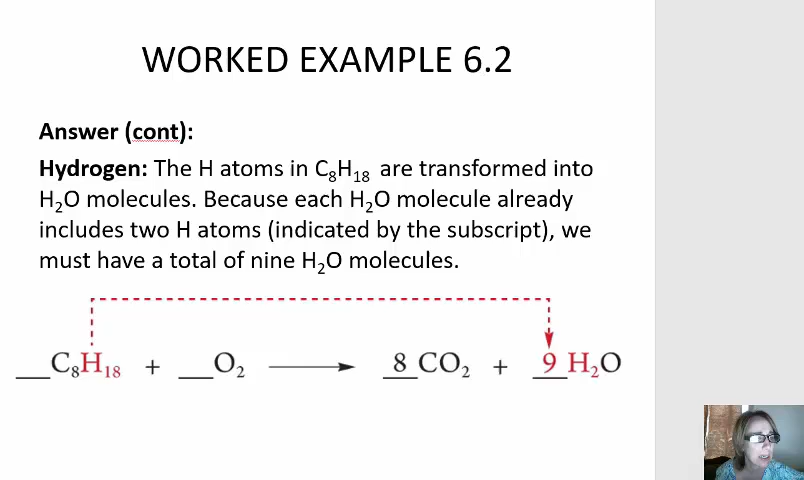 WORKED EXAMPLE 6.2
Answer (cont):
Hydrogen: The H atoms in C₈H₁₈ are transformed into
H₂O molecules. Because each H₂O molecule already
includes two H atoms (indicated by the subscript), we
must have a total of nine H₂O molecules.
__C₈H₁₈ + __O₂ ⟶ 8 CO₂ + 9 H₂O